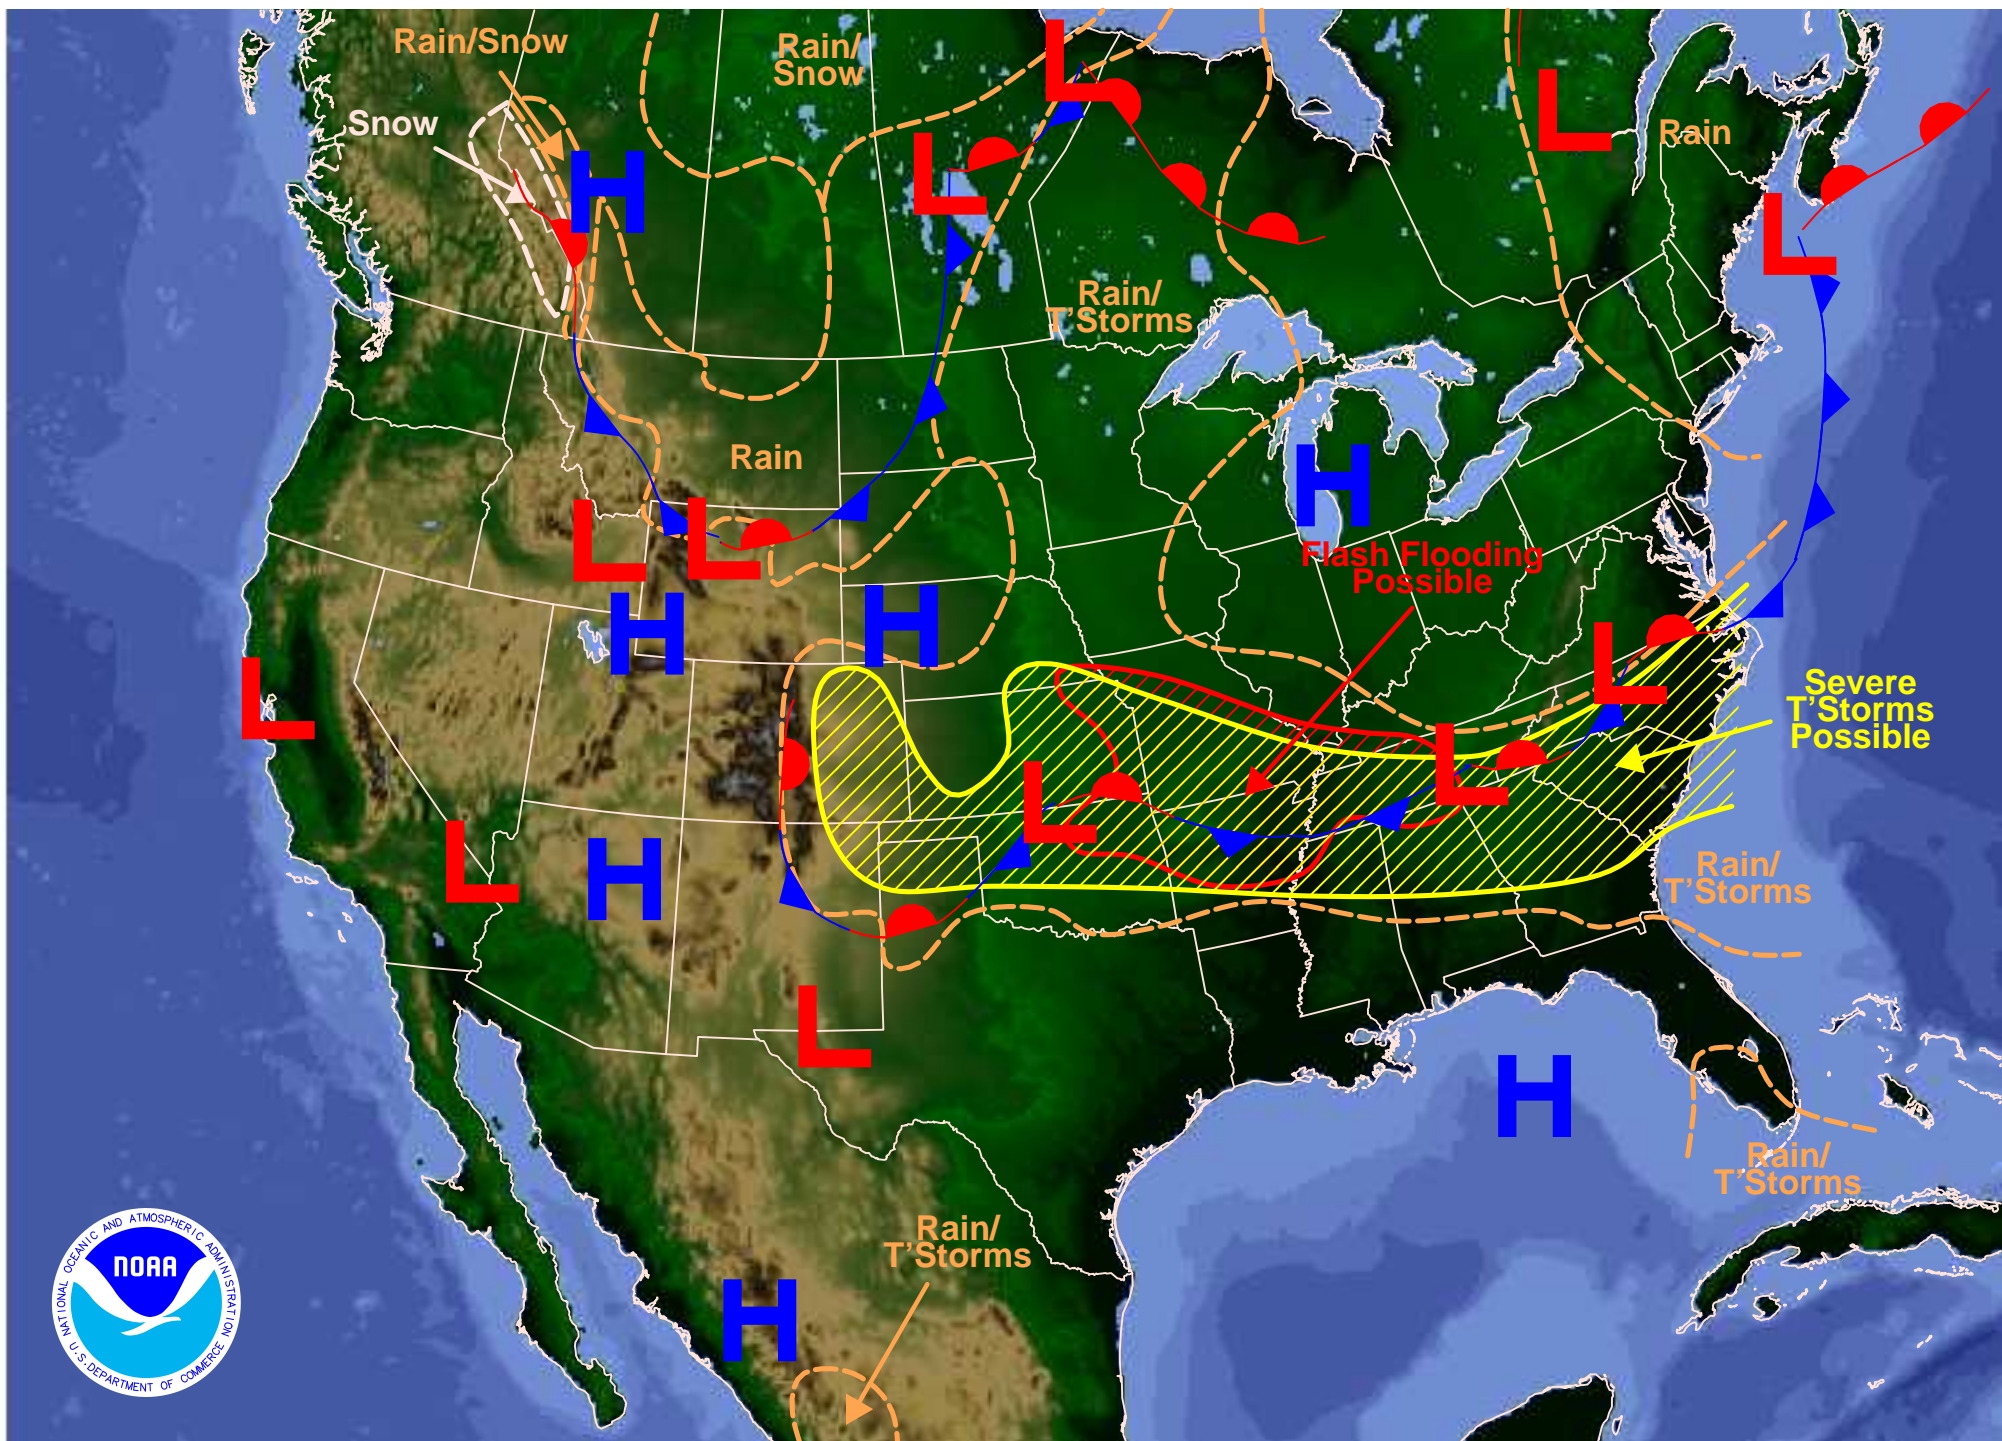 Rain/Snow
Rain/
Snow
Snow
Rain
Rain/
T'Storms
Rain
Flash Flooding
Possible
Severe
T'Storms
Possible
Rain/
T'Storms
Rain/
T'Storms
Rain/
T'Storms
L
L
L
L
L
L
L
L
L
L
L
L
L
H
H
H
H
H
H
H
NATIONAL OCEANIC AND ATMOSPHERIC ADMINISTRATION
NOAA
U.S. DEPARTMENT OF COMMERCE